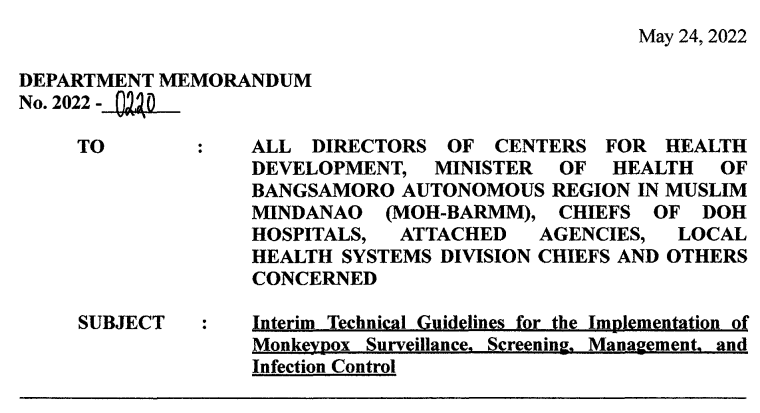 May 24, 2022
DEPARTMENT MEMORANDUM
No. 2022 - 0220
TO : ALL DIRECTORS OF CENTERS FOR HEALTH
DEVELOPMENT, MINISTER OF HEALTH OF
BANGSAMORO AUTONOMOUS REGION IN MUSLIM
MINDANAO (MOH-BARMM), CHIEFS OF DOH
HOSPITALS, ATTACHED AGENCIES, LOCAL
HEALTH SYSTEMS DIVISION CHIEFS AND OTHERS
CONCERNED
SUBJECT : Interim Technical Guidelines for the Implementation of
Monkeypox Surveillance, Screening, Management, and
Infection Control